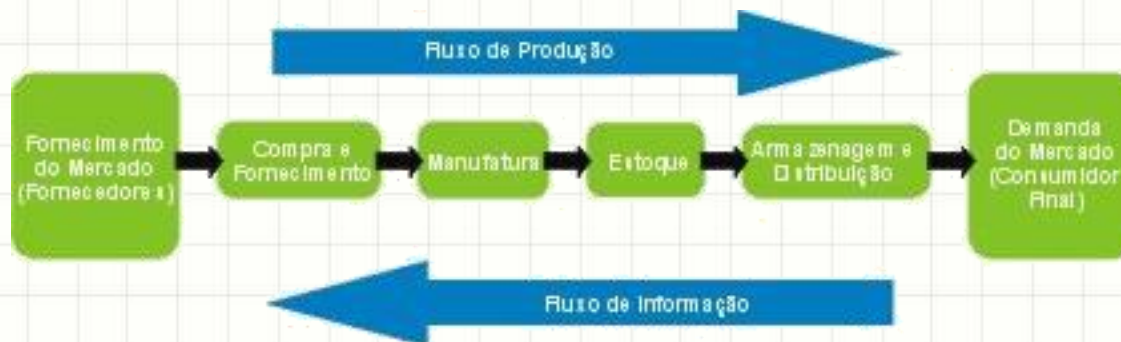 Fluxo de Produção
Fornecimento
do Mercado
(Fornecedores)
Compra e
Fornecimento
Manufatura
Estoque
Armazenagem e
Distribuição
Demanda
do Mercado
(Consumidor
Final)
Fluxo de Informação